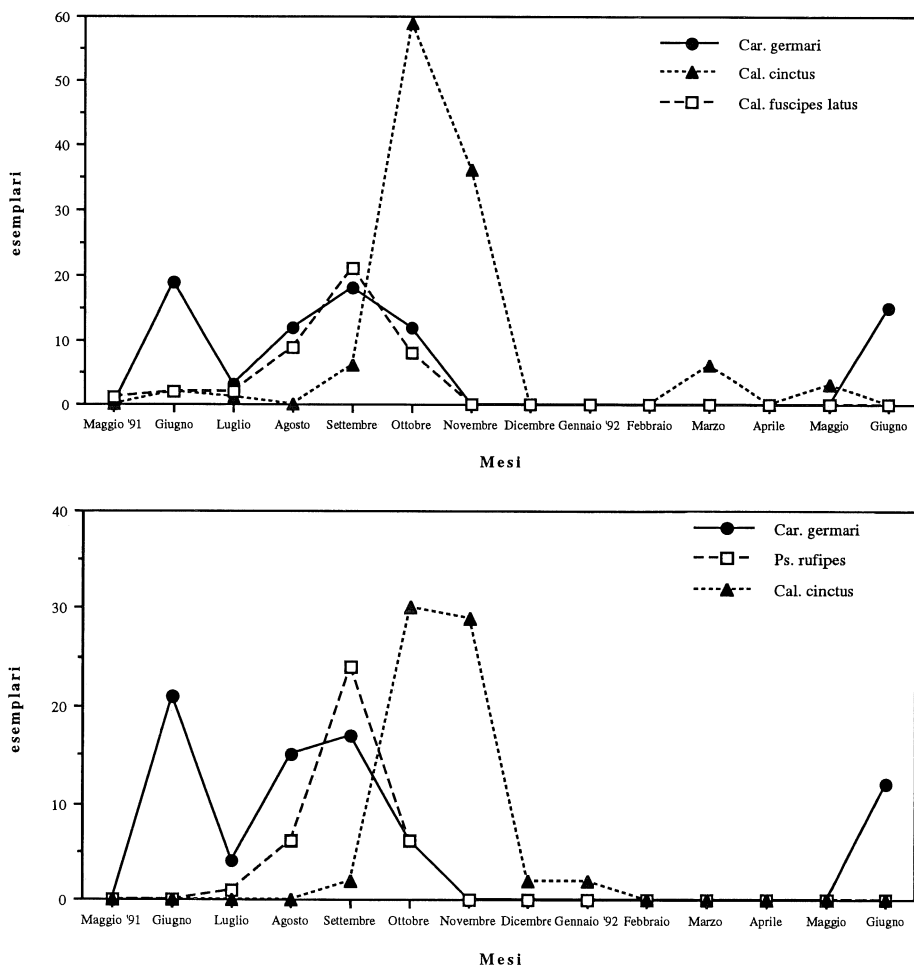 60
50
40
30
20
10
0
esemplari
Car. germari
Cal. cinctus
Cal. fuscipes latus
Maggio '91 Giugno Luglio Agosto Settembre Ottobre Novembre Dicembre Gennaio '92 Febbraio Marzo Aprile Maggio Giugno
Mesi
40
30
20
10
0
esemplari
Car. germari
Ps. rufipes
Cal. cinctus
Maggio '91 Giugno Luglio Agosto Settembre Ottobre Novembre Dicembre Gennaio '92 Febbraio Marzo Aprile Maggio Giugno
Mesi